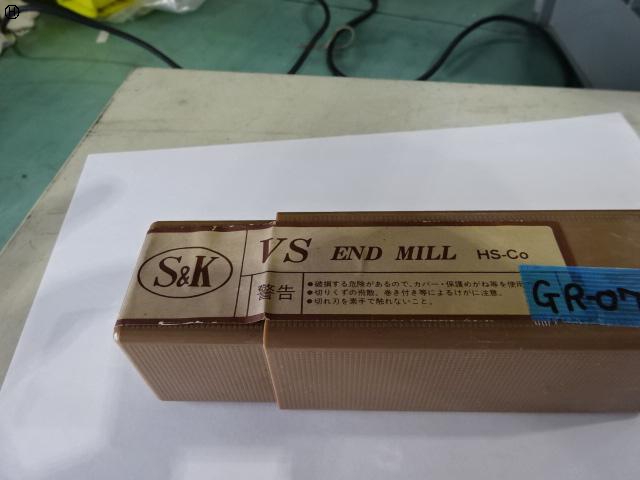 H
S&K
VS END MILL HS-Co
警告
●破損する危険があるので、カバー・保護めがね等を使用
●切りくずの飛散、巻き付き等によるけがに注意。
●切れ刃を素手で触れないこと。
GR-07